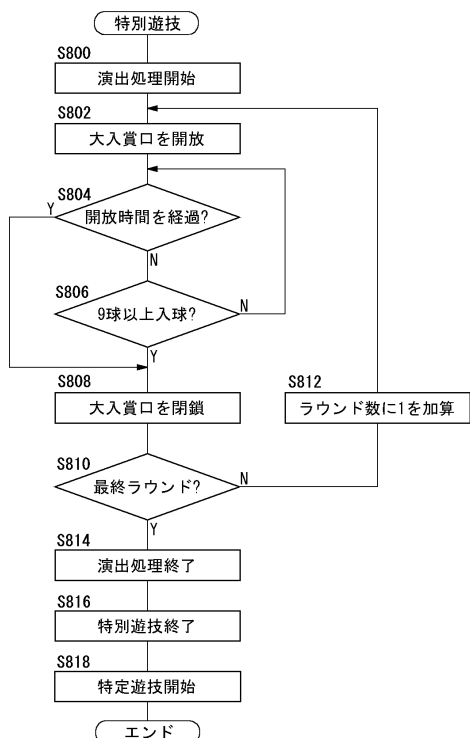 特別遊技
S800
演出処理開始
S802
大入賞口を開放
S804
Y
開放時間を経過?
N
S806
9球以上入球?
N
Y
S808
大入賞口を閉鎖
S812
ラウンド数に1を加算
S810
最終ラウンド?
N
Y
S814
演出処理終了
S816
特別遊技終了
S818
特定遊技開始
エンド